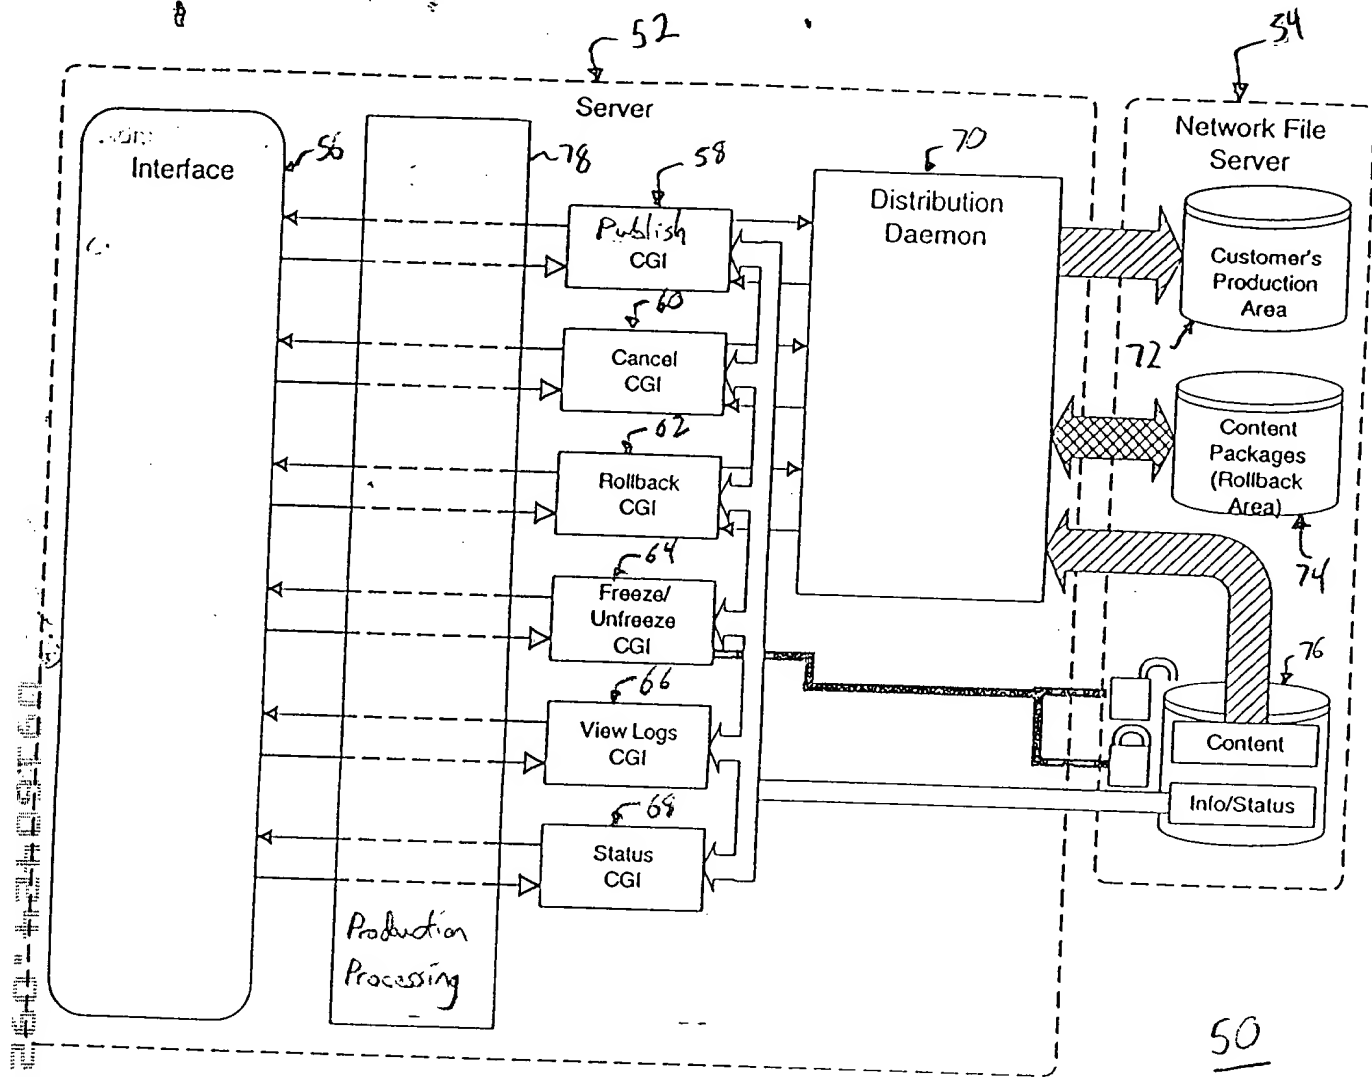 52
54
Server
Network File
Server
Interface
56
78
58
70
Publish
CGI
Distribution
Daemon
Customer's
Production
Area
72
60
Cancel
CGI
62
Rollback
CGI
Content
Packages
(Rollback
Area)
74
64
Freeze/
Unfreeze
CGI
66
View Logs
CGI
76
Content
Info/Status
68
Status
CGI
Production
Processing
50